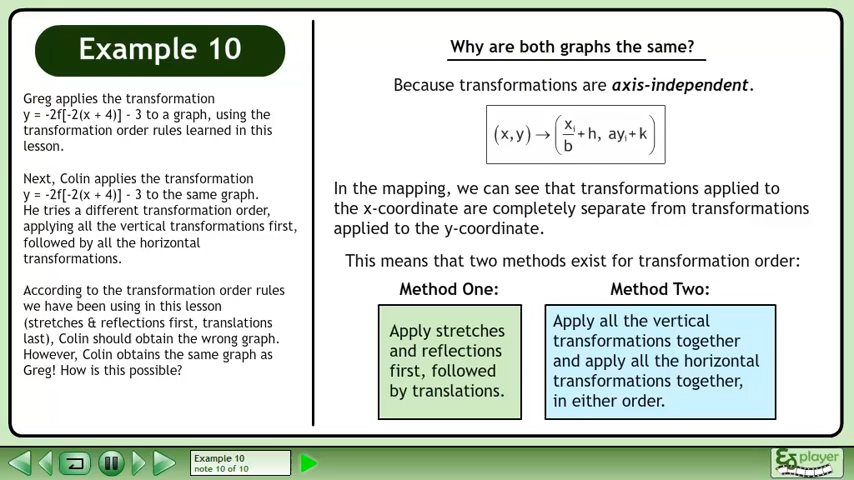 Example 10
Greg applies the transformation
y = -2f[-2(x + 4)] - 3 to a graph, using the
transformation order rules learned in this
lesson.
Next, Colin applies the transformation
y = -2f[-2(x + 4)] - 3 to the same graph.
He tries a different transformation order,
applying all the vertical transformations first,
followed by all the horizontal
transformations.
According to the transformation order rules
we have been using in this lesson
(stretches & reflections first, translations
last), Colin should obtain the wrong graph.
However, Colin obtains the same graph as
Greg! How is this possible?
Why are both graphs the same?
Because transformations are axis-independent.
(x,y) → (xᵢ/b + h, ayᵢ + k)
In the mapping, we can see that transformations applied to
the x-coordinate are completely separate from transformations
applied to the y-coordinate.
This means that two methods exist for transformation order:
Method One:
Apply stretches
and reflections
first, followed
by translations.
Method Two:
Apply all the vertical
transformations together
and apply all the horizontal
transformations together,
in either order.
Example 10
note 10 of 10
player